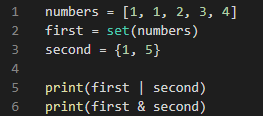 1 numbers = [1, 1, 2, 3, 4]
2 first = set(numbers)
3 second = {1, 5}
4
5 print(first | second)
6 print(first & second)